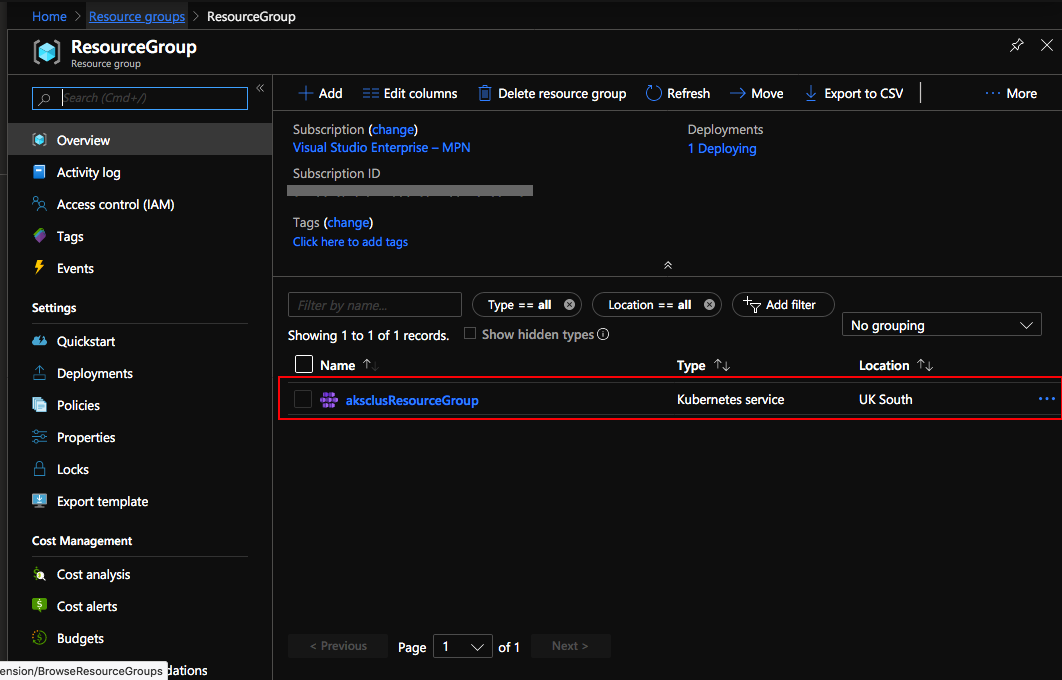 Home > Resource groups > ResourceGroup
ResourceGroup
Resource group
Search (Cmd+/)
«
Overview
Activity log
Access control (IAM)
Tags
Events
Settings
Quickstart
Deployments
Policies
Properties
Locks
Export template
Cost Management
Cost analysis
Cost alerts
Budgets
ension/BrowseResourceGroups
dations
Add
Edit columns
Delete resource group
Refresh
Move
Export to CSV
More
Subscription (change)
Visual Studio Enterprise – MPN
Subscription ID
Tags (change)
Click here to add tags
Deployments
1 Deploying
Filter by name...
Type == all
Location == all
Add filter
Showing 1 to 1 of 1 records.
Show hidden types
No grouping
Name
Type
Location
aksclusResourceGroup
Kubernetes service
UK South
< Previous
Page
1
of 1
Next >